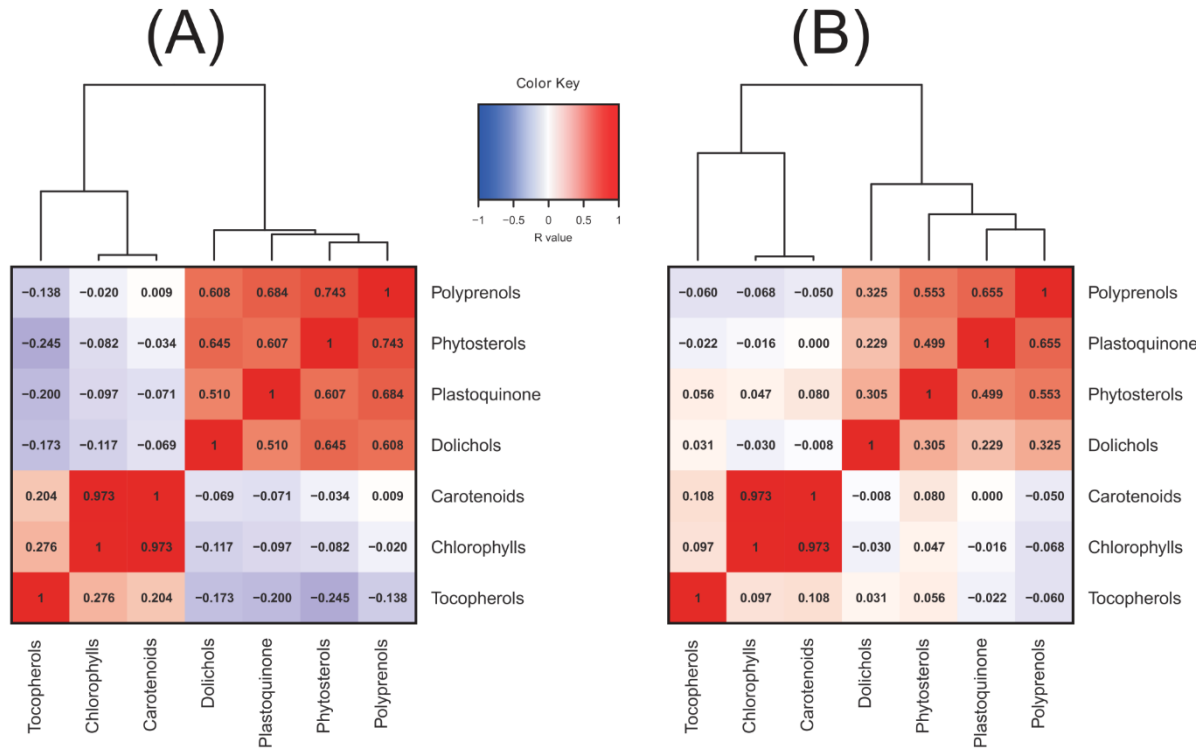 (A)
(B)
Color Key
−1 −0.5 0 0.5 1
R value
−0.138 −0.020 0.009 0.608 0.684 0.743 1 Polyprenols
−0.245 −0.082 −0.034 0.645 0.607 1 0.743 Phytosterols
−0.200 −0.097 −0.071 0.510 1 0.607 0.684 Plastoquinone
−0.173 −0.117 −0.069 1 0.510 0.645 0.608 Dolichols
0.204 0.973 1 −0.069 −0.071 −0.034 0.009 Carotenoids
0.276 1 0.973 −0.117 −0.097 −0.082 −0.020 Chlorophylls
1 0.276 0.204 −0.173 −0.200 −0.245 −0.138 Tocopherols
Tocopherols
Chlorophylls
Carotenoids
Dolichols
Plastoquinone
Phytosterols
Polyprenols
−0.060 −0.068 −0.050 0.325 0.553 0.655 1 Polyprenols
−0.022 −0.016 0.000 0.229 0.499 1 0.655 Plastoquinone
0.056 0.047 0.080 0.305 1 0.499 0.553 Phytosterols
0.031 −0.030 −0.008 1 0.305 0.229 0.325 Dolichols
0.108 0.973 1 −0.008 0.080 0.000 −0.050 Carotenoids
0.097 1 0.973 −0.030 0.047 −0.016 −0.068 Chlorophylls
1 0.097 0.108 0.031 0.056 −0.022 −0.060 Tocopherols
Tocopherols
Chlorophylls
Carotenoids
Dolichols
Phytosterols
Plastoquinone
Polyprenols